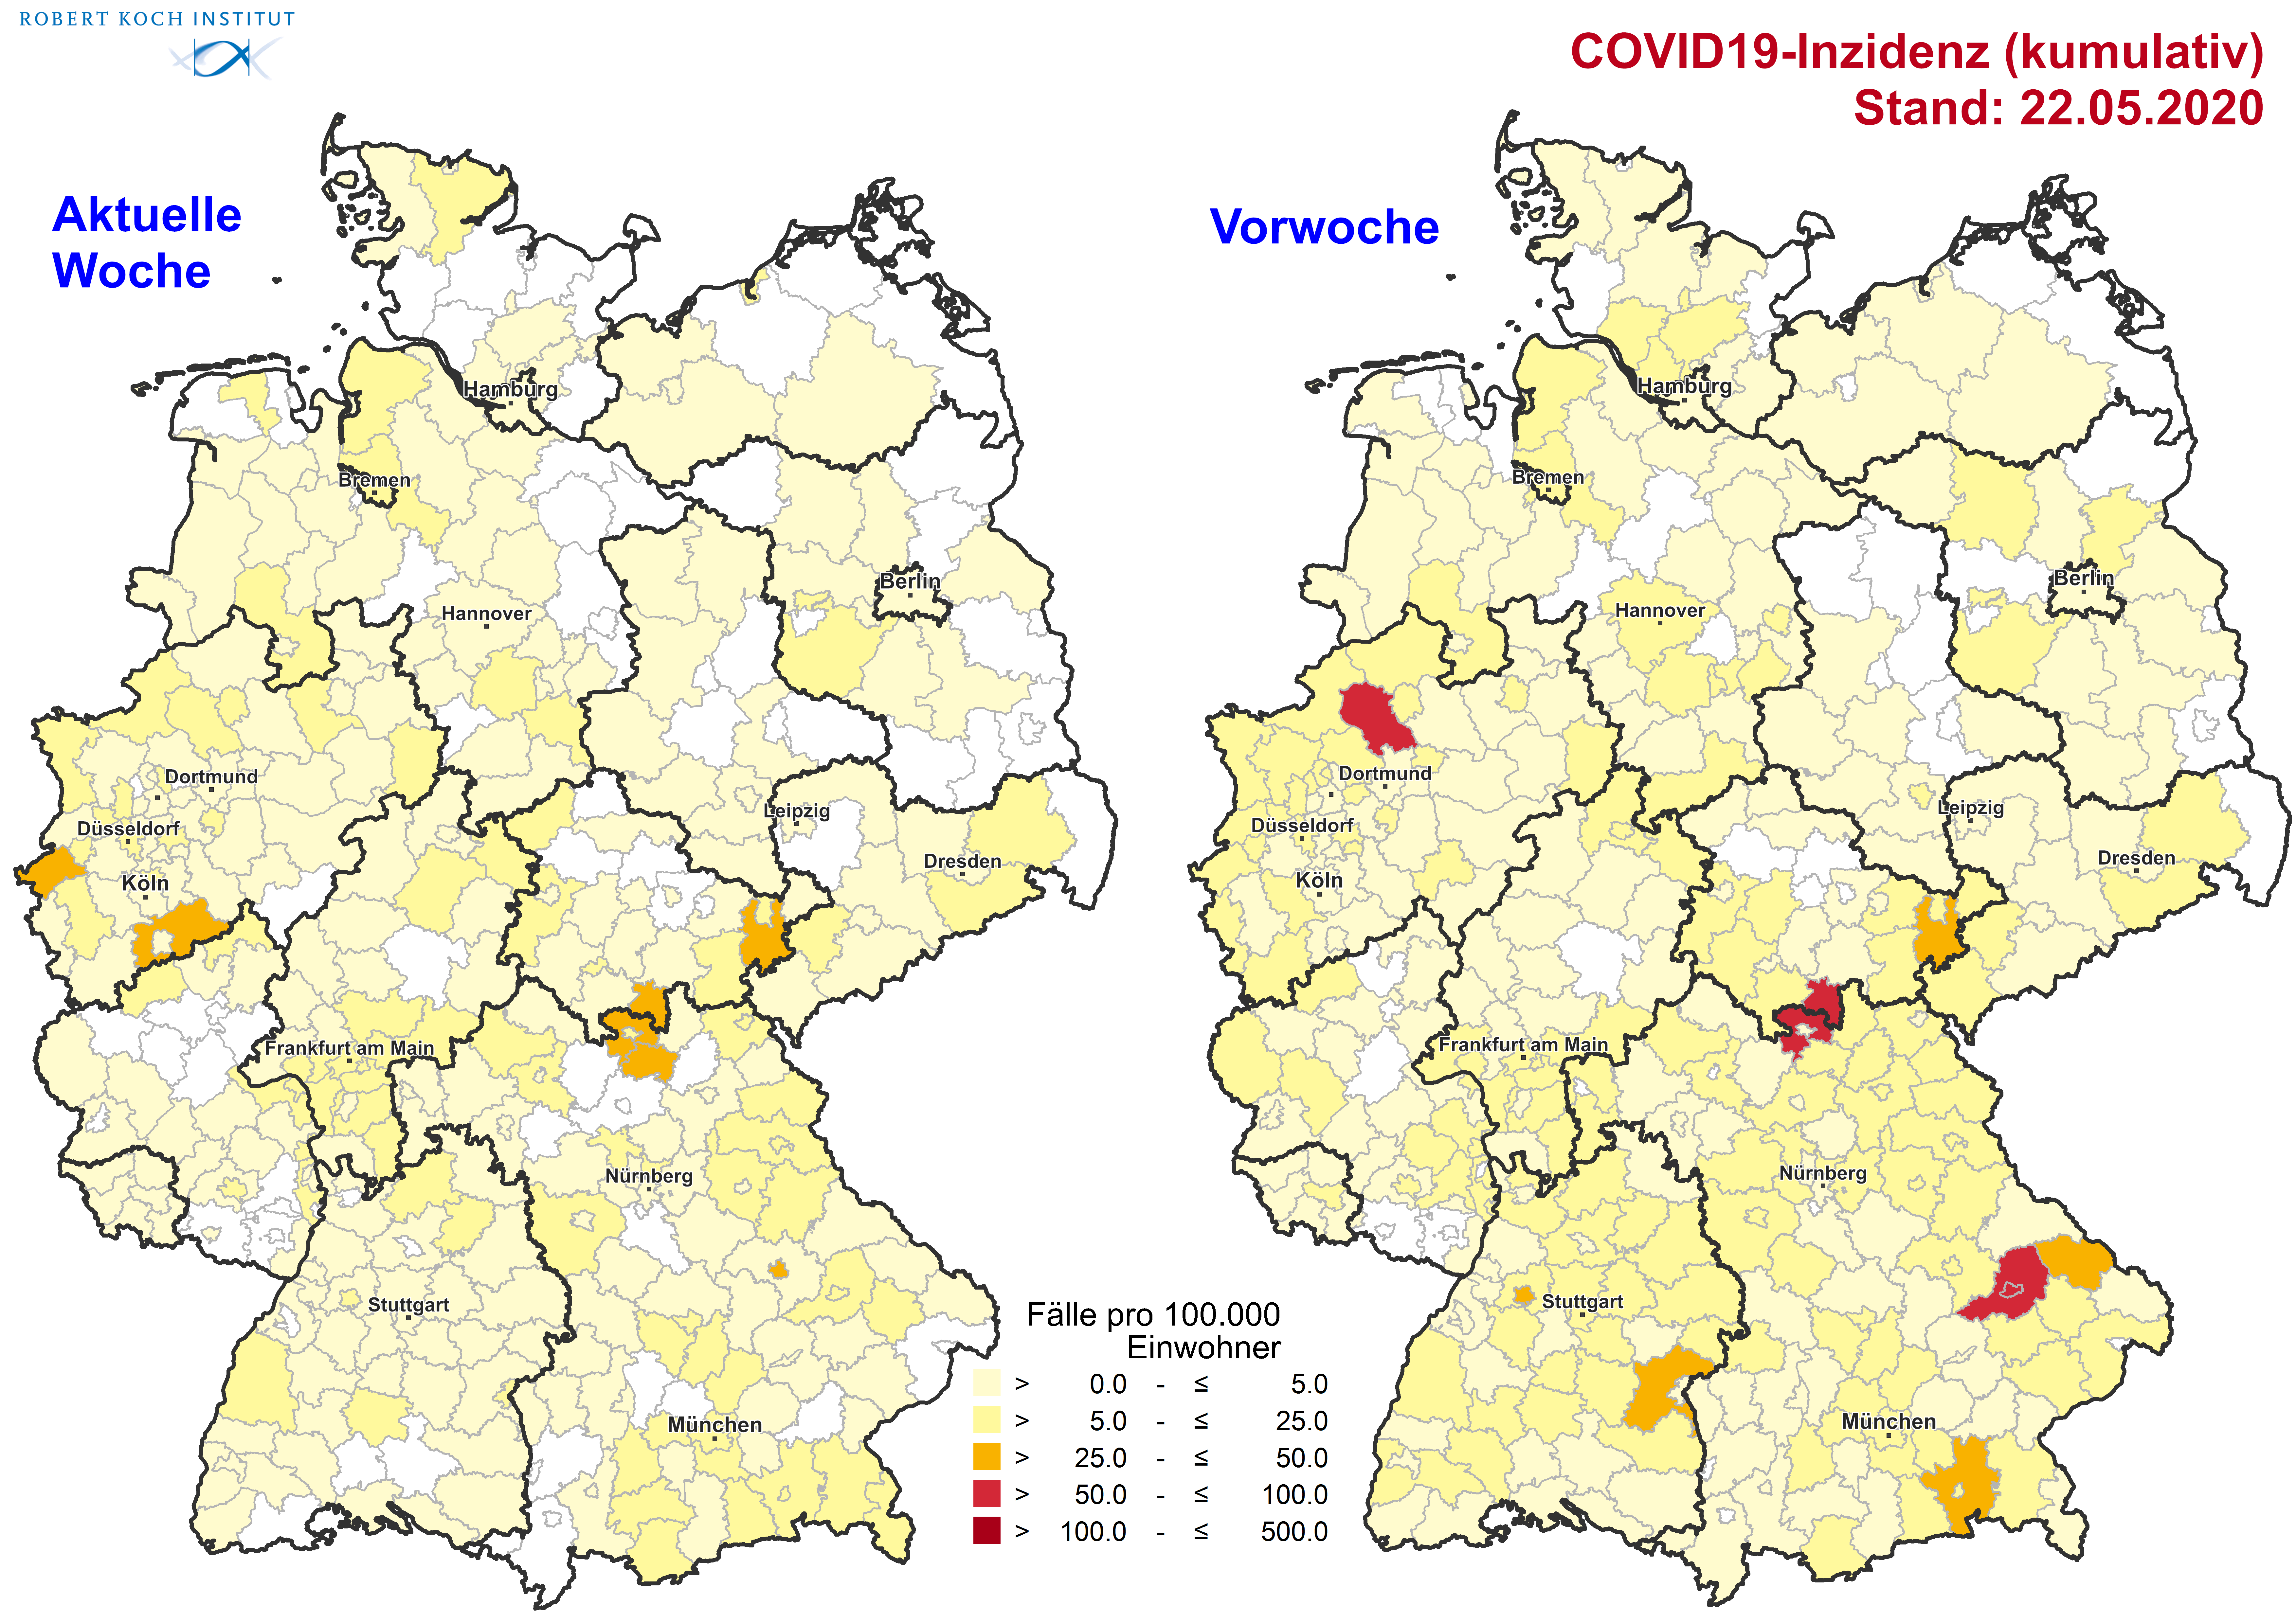 ROBERT KOCH INSTITUT
COVID19-Inzidenz (kumulativ)
Stand: 22.05.2020
Aktuelle
Woche
Vorwoche
Hamburg
Bremen
Berlin
Hannover
Dortmund
Düsseldorf
Leipzig
Dresden
Köln
Frankfurt am Main
Nürnberg
Stuttgart
München
Hamburg
Bremen
Berlin
Hannover
Dortmund
Düsseldorf
Leipzig
Dresden
Köln
Frankfurt am Main
Nürnberg
Stuttgart
München
Fälle pro 100.000
Einwohner
> 0.0 - ≤ 5.0
> 5.0 - ≤ 25.0
> 25.0 - ≤ 50.0
> 50.0 - ≤ 100.0
> 100.0 - ≤ 500.0